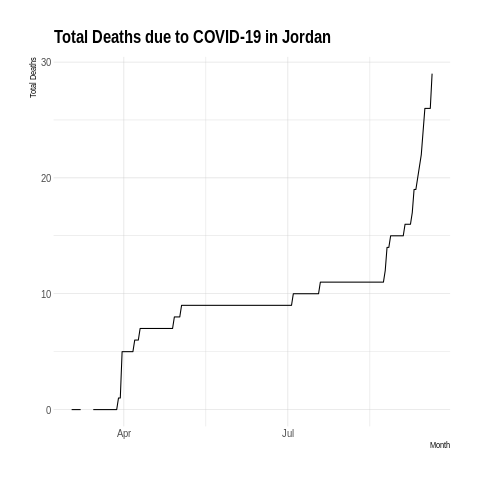 Total Deaths due to COVID-19 in Jordan
Total Deaths
30
20
10
0
Apr
Jul
Month